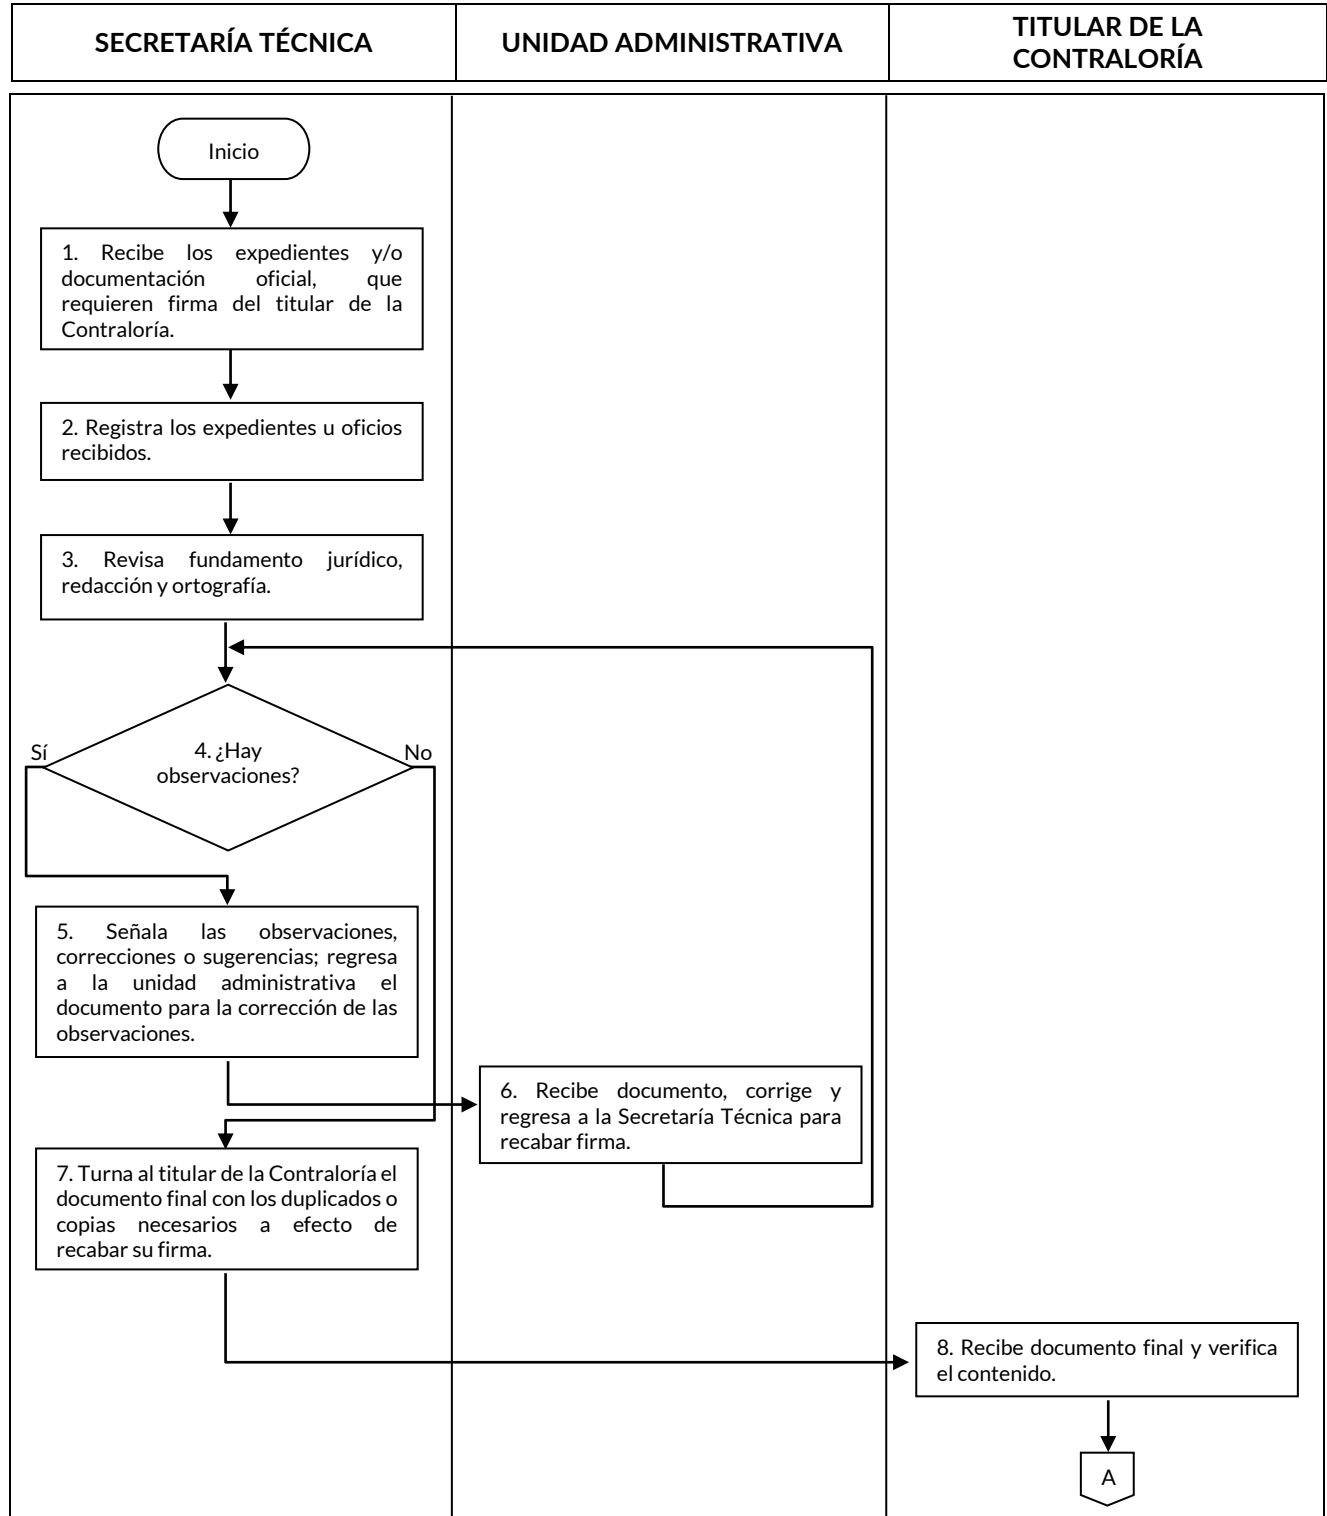 SECRETARÍA TÉCNICA
UNIDAD ADMINISTRATIVA
TITULAR DE LA
CONTRALORÍA
Inicio
1. Recibe los expedientes y/o
documentación oficial, que
requieren firma del titular de la
Contraloría.
2. Registra los expedientes u oficios
recibidos.
3. Revisa fundamento jurídico,
redacción y ortografía.
Sí
4. ¿Hay
observaciones?
No
5. Señala las observaciones,
correcciones o sugerencias; regresa
a la unidad administrativa el
documento para la corrección de las
observaciones.
6. Recibe documento, corrige y
regresa a la Secretaría Técnica para
recabar firma.
7. Turna al titular de la Contraloría el
documento final con los duplicados o
copias necesarios a efecto de
recabar su firma.
8. Recibe documento final y verifica
el contenido.
A